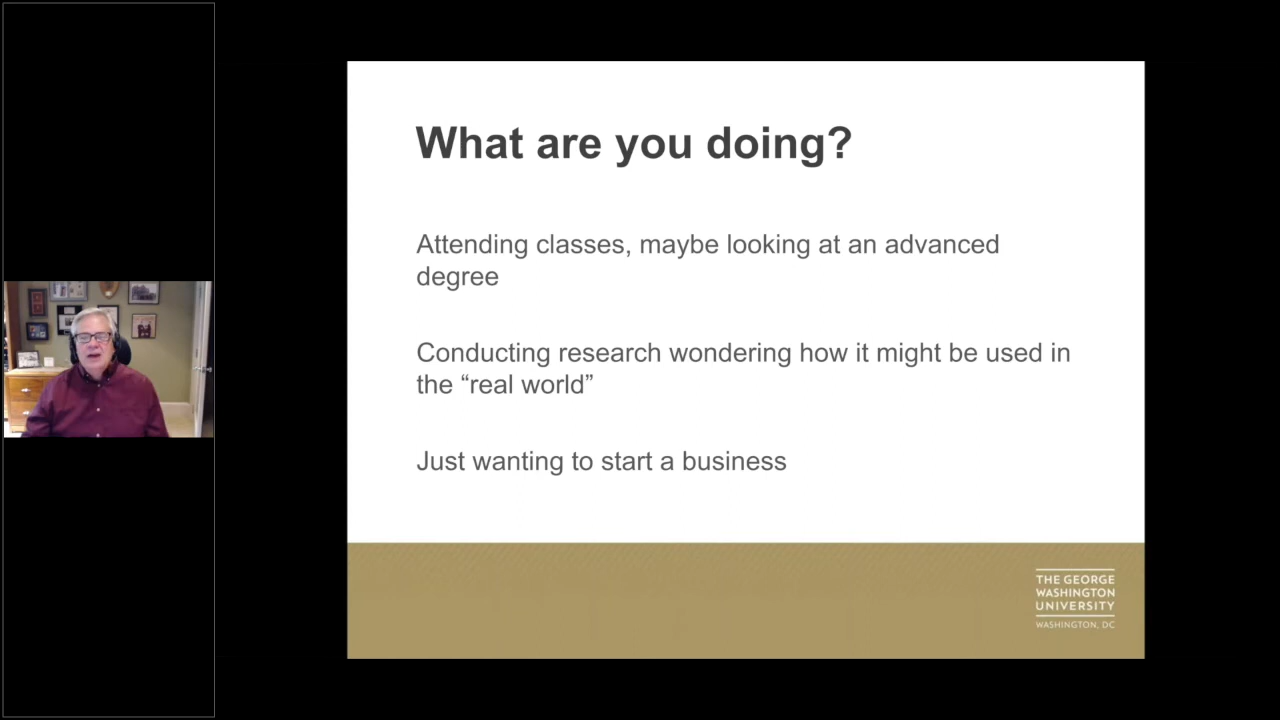 What are you doing?
Attending classes, maybe looking at an advanced
degree
Conducting research wondering how it might be used in
the “real world”
Just wanting to start a business
THE GEORGE
WASHINGTON
UNIVERSITY
WASHINGTON, DC